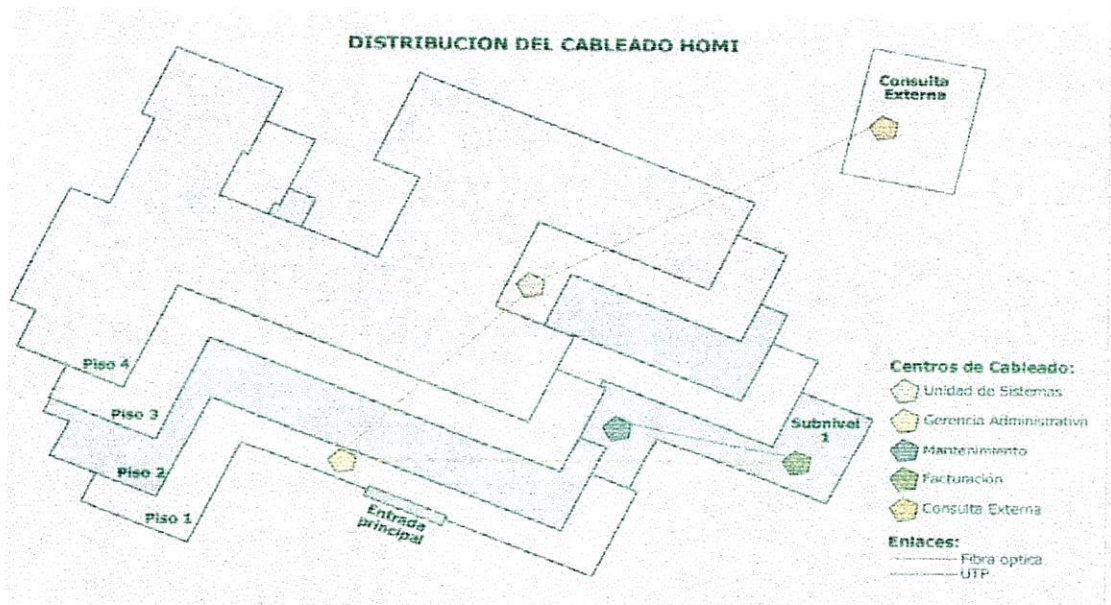 DISTRIBUCION DEL CABLEADO HOMI
Consulta
Externa
Piso 4
Piso 3
Piso 2
Piso 1
Entrada
principal
Subnivel
1
Centros de Cableado:
Unidad de Sistemas
Gerencia Administrativa
Mantenimiento
Facturación
Consulta Externa
Enlaces:
Fibra optica
UTP